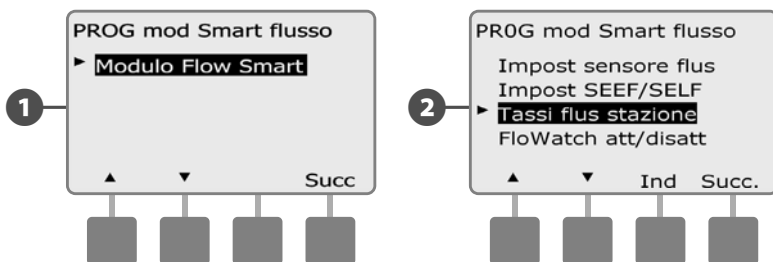 1
PROG mod Smart flusso
► Modulo Flow Smart
▲ ▼ Succ
2
PR0G mod Smart flusso
Impost sensore flus
Impost SEEF/SELF
► Tassi flus stazione
FloWatch att/disatt
▲ ▼ Ind Succ.